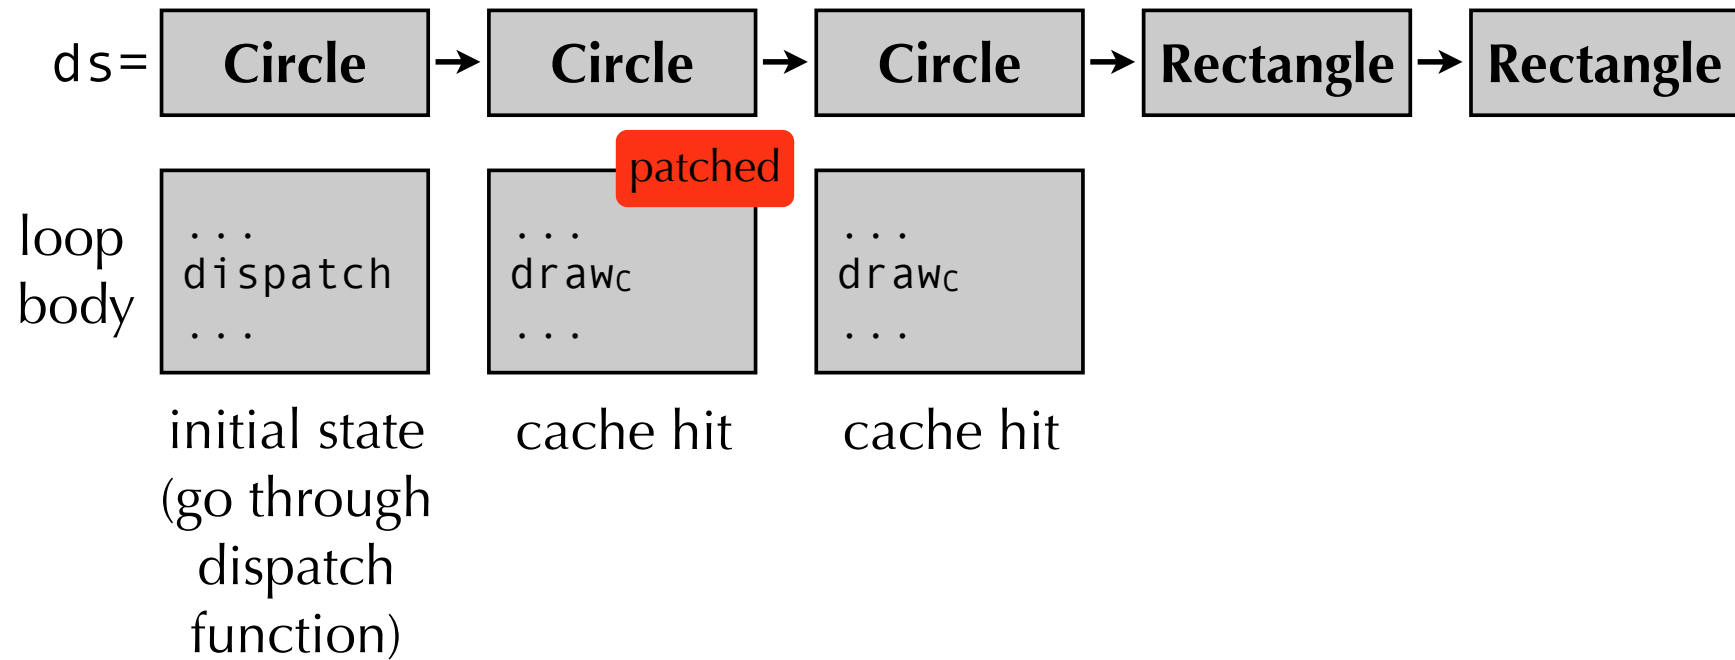 ds= Circle Circle Circle Rectangle Rectangle
patched
loop body
... ... ...
dispatch drawC drawC
... ... ...
initial state cache hit cache hit
(go through
dispatch
function)